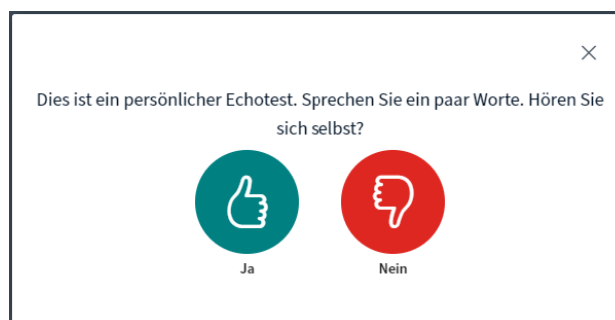 Dies ist ein persönlicher Echotest. Sprechen Sie ein paar Worte. Hören Sie
sich selbst?
Ja
Nein